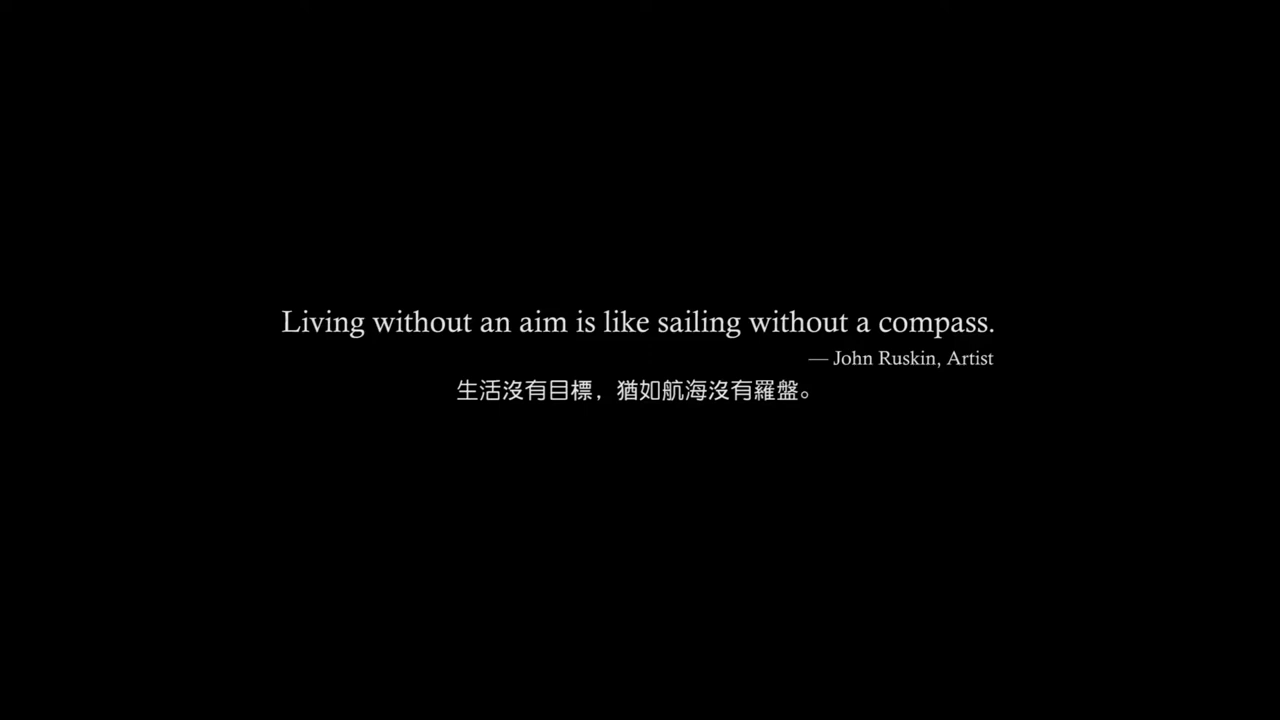 Living without an aim is like sailing without a compass.
— John Ruskin, Artist
生活沒有目標，猶如航海沒有羅盤。